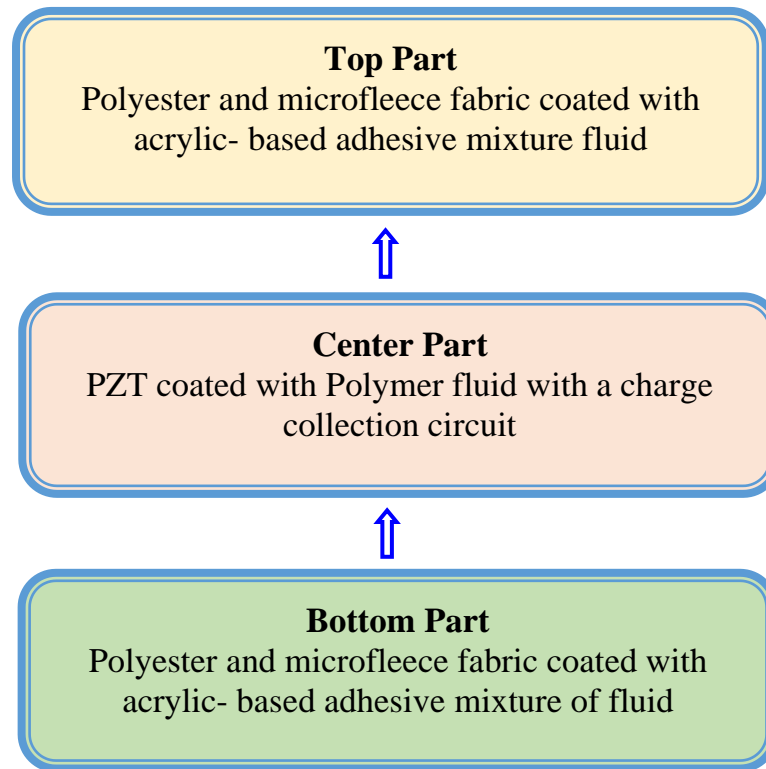 Top Part
Polyester and microfleece fabric coated with
acrylic- based adhesive mixture fluid
Center Part
PZT coated with Polymer fluid with a charge
collection circuit
Bottom Part
Polyester and microfleece fabric coated with
acrylic- based adhesive mixture of fluid